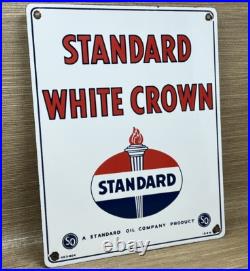 STANDARD
WHITE CROWN
STANDARD
A STANDARD OIL COMPANY PRODUCT
SO
SO